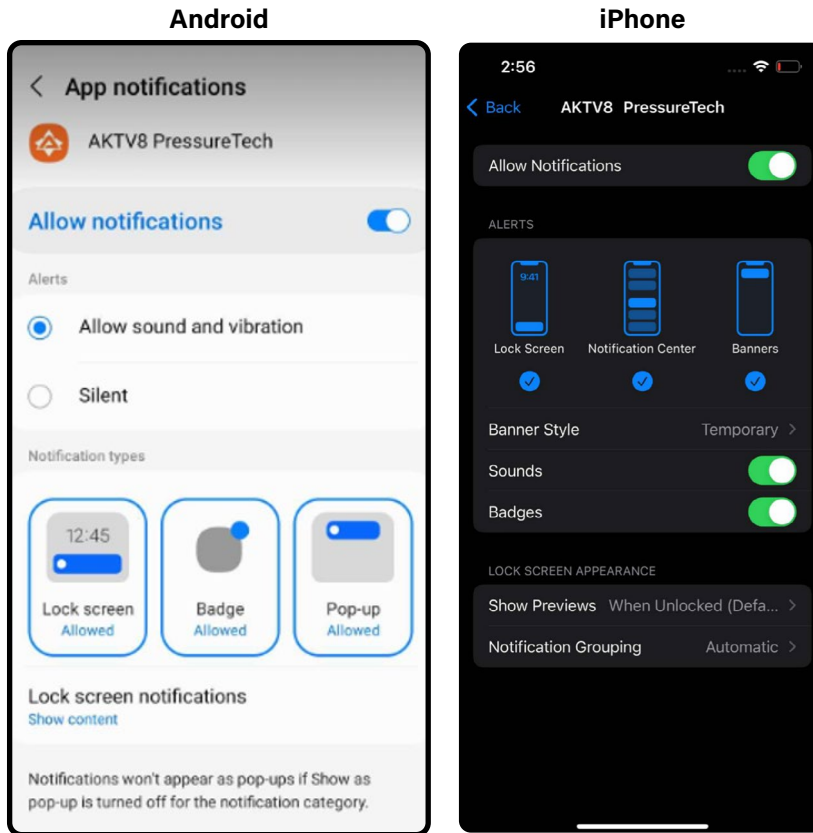 Android
App notifications
AKTV8 PressureTech
Allow notifications
Alerts
Allow sound and vibration
Silent
Notification types
12:45
Lock screen
Allowed
Badge
Allowed
Pop-up
Allowed
Lock screen notifications
Show content
Notifications won't appear as pop-ups if Show as
pop-up is turned off for the notification category.
iPhone
2:56
Back
AKTV8 PressureTech
Allow Notifications
ALERTS
9:41
Lock Screen
Notification Center
Banners
Banner Style Temporary
Sounds
Badges
LOCK SCREEN APPEARANCE
Show Previews When Unlocked (Defa...
Notification Grouping Automatic